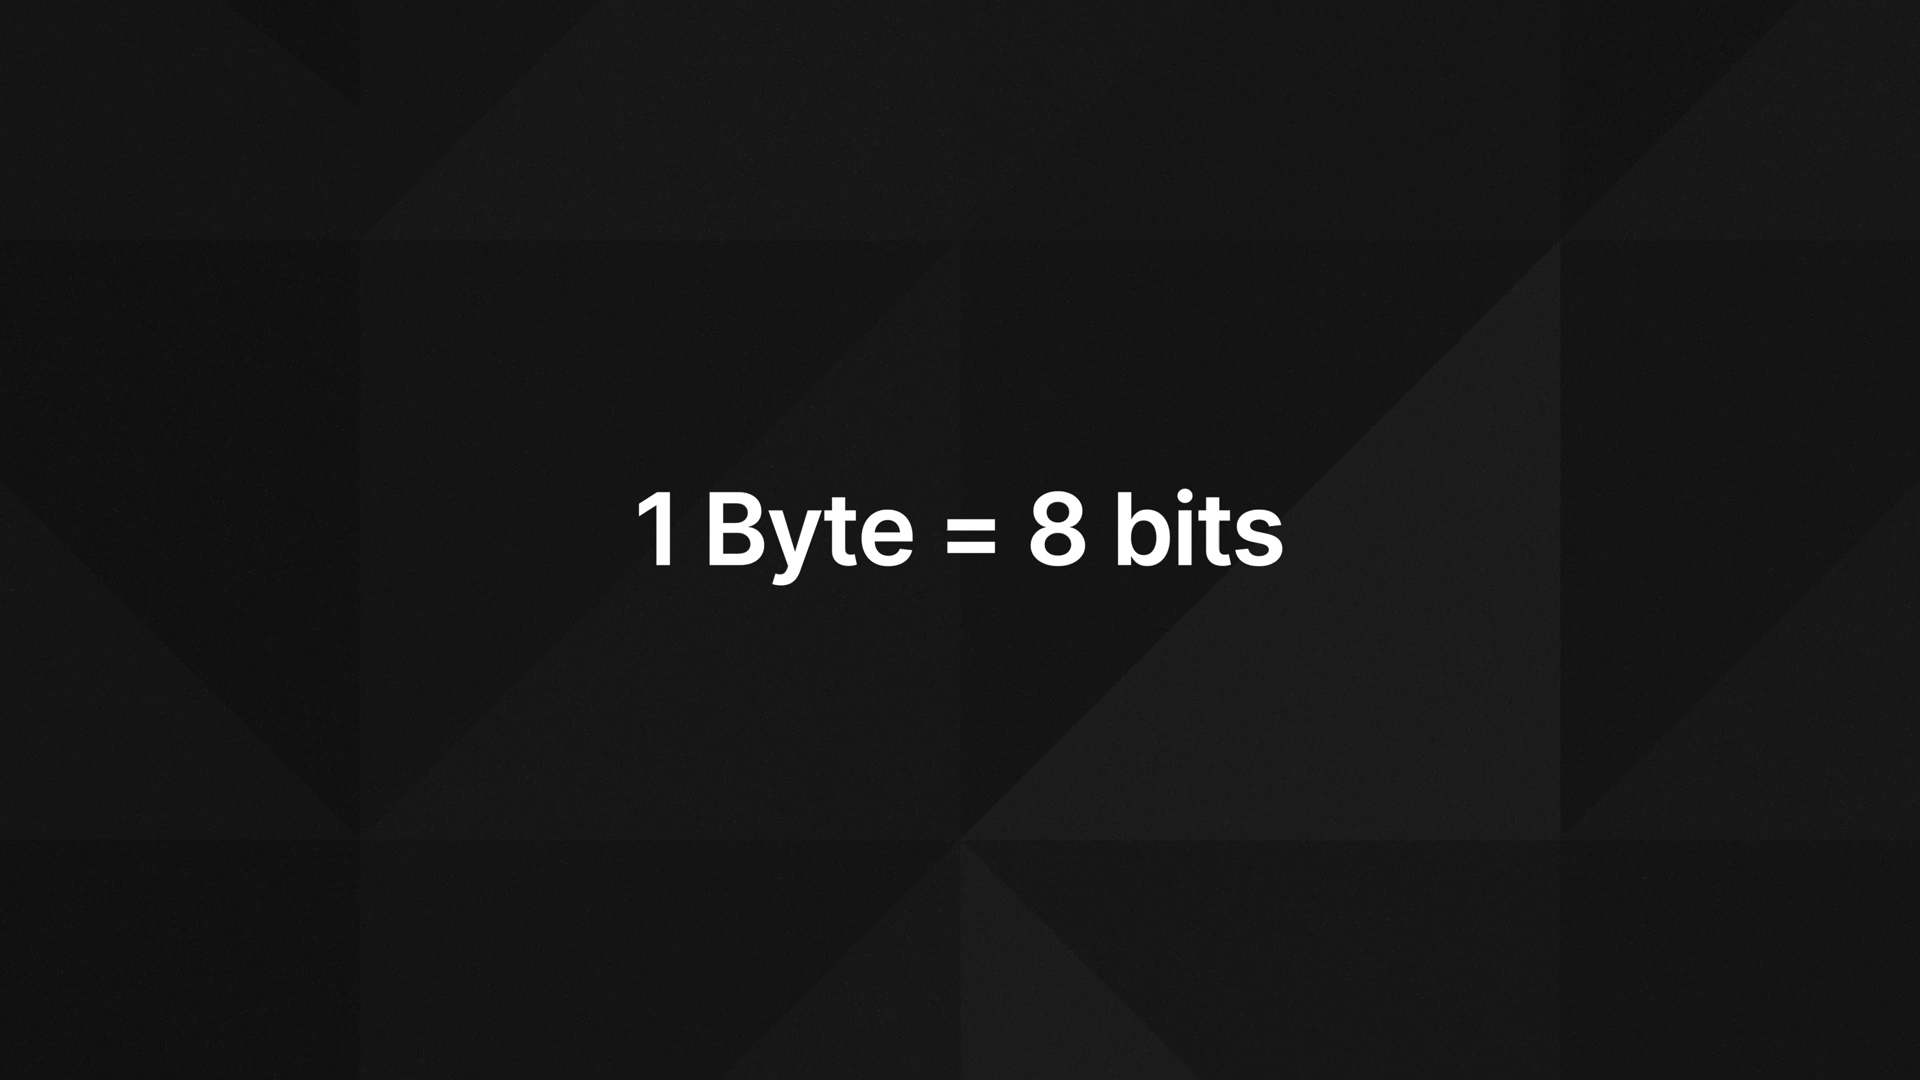 1 Byte = 8 bits